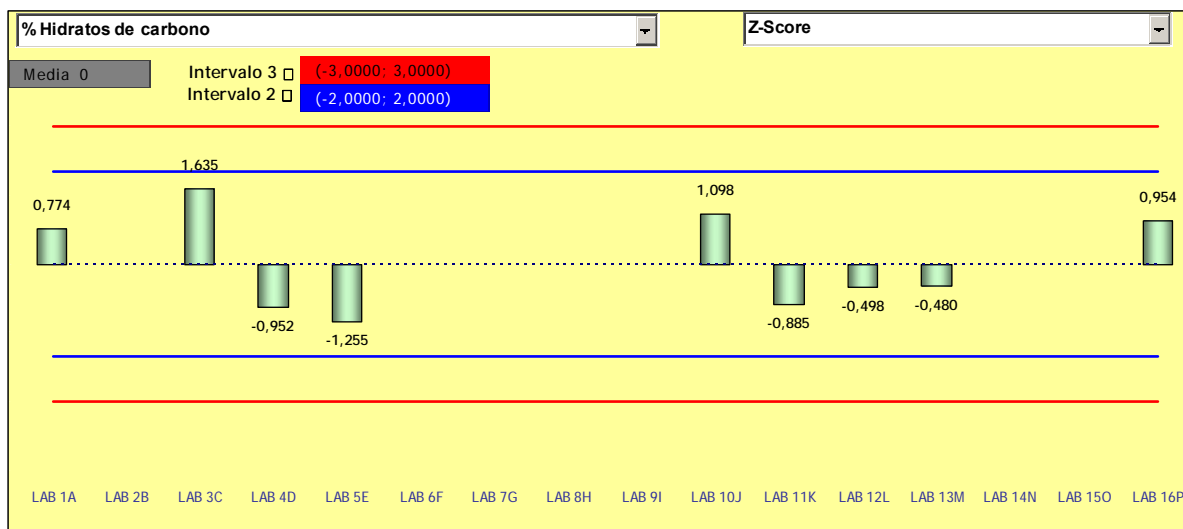 % Hidratos de carbono
Z-Score
Media 0
Intervalo 3 □ (-3,0000; 3,0000)
Intervalo 2 □ (-2,0000; 2,0000)
0,774
1,635
-0,952
-1,255
1,098
-0,885
-0,498
-0,480
0,954
LAB 1A LAB 2B LAB 3C LAB 4D LAB 5E LAB 6F LAB 7G LAB 8H LAB 9I LAB 10J LAB 11K LAB 12L LAB 13M LAB 14N LAB 15O LAB 16P